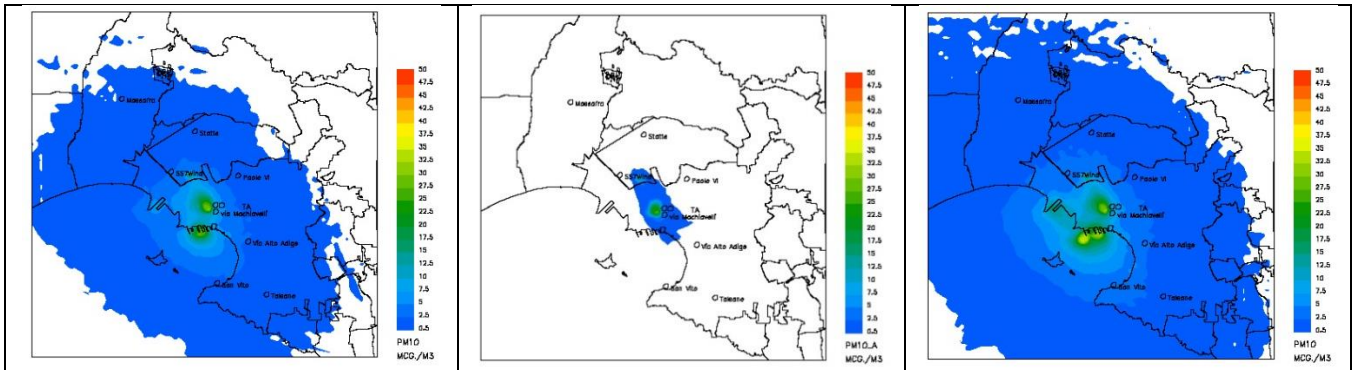 Massafra
Statte
SS7Wind
Paolo VI
TA
Via Machiavelli
Via Alto Adige
San Vito
Talsano
50
47.5
45
42.5
40
37.5
35
32.5
30
27.5
25
22.5
20
17.5
15
12.5
10
7.5
5
2.5
0.5
PM10
MCG./M3
Massafra
Statte
SS7Wind
Paolo VI
TA
Via Machiavelli
Via Alto Adige
San Vito
Talsano
50
47.5
45
42.5
40
37.5
35
32.5
30
27.5
25
22.5
20
17.5
15
12.5
10
7.5
5
2.5
0.5
PM10_A
MCG./M3
Massafra
Statte
SS7Wind
Paolo VI
TA
Via Machiavelli
Via Alto Adige
San Vito
Talsano
50
47.5
45
42.5
40
37.5
35
32.5
30
27.5
25
22.5
20
17.5
15
12.5
10
7.5
5
2.5
0.5
PM10
MCG./M3